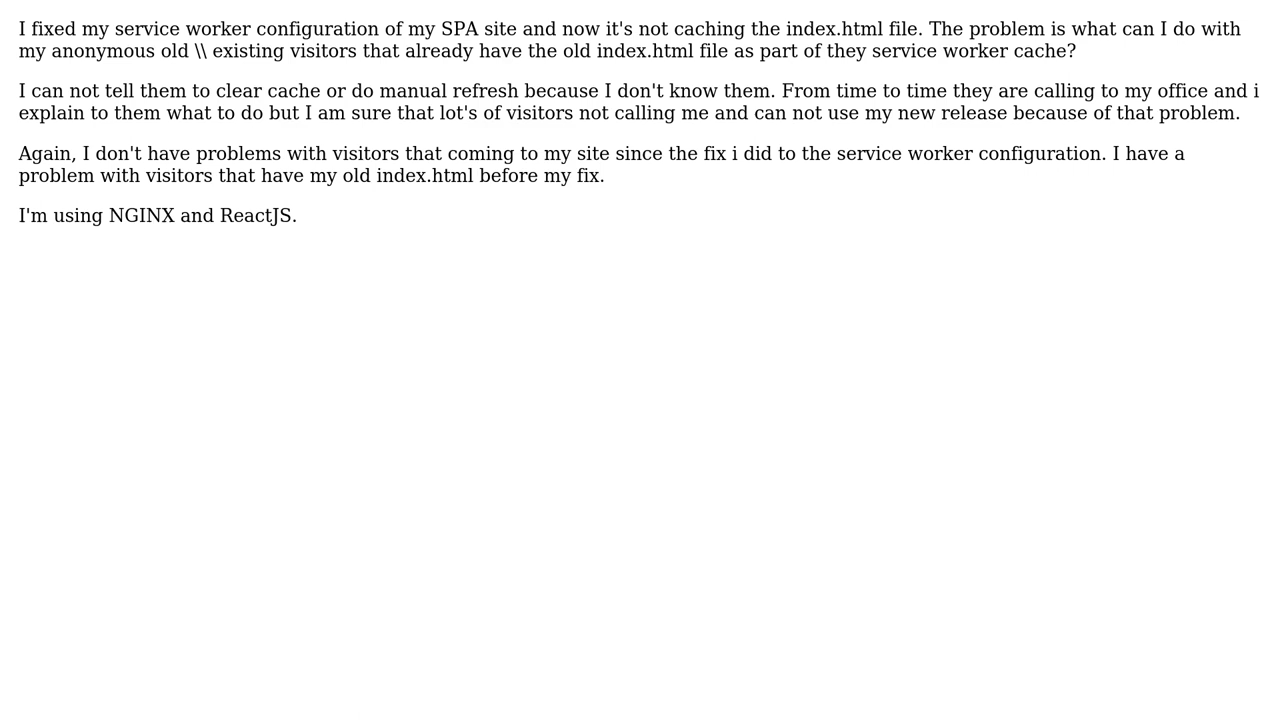 I fixed my service worker configuration of my SPA site and now it's not caching the index.html file. The problem is what can I do with
my anonymous old \\ existing visitors that already have the old index.html file as part of they service worker cache?
I can not tell them to clear cache or do manual refresh because I don't know them. From time to time they are calling to my office and i
explain to them what to do but I am sure that lot's of visitors not calling me and can not use my new release because of that problem.
Again, I don't have problems with visitors that coming to my site since the fix i did to the service worker configuration. I have a
problem with visitors that have my old index.html before my fix.
I'm using NGINX and ReactJS.